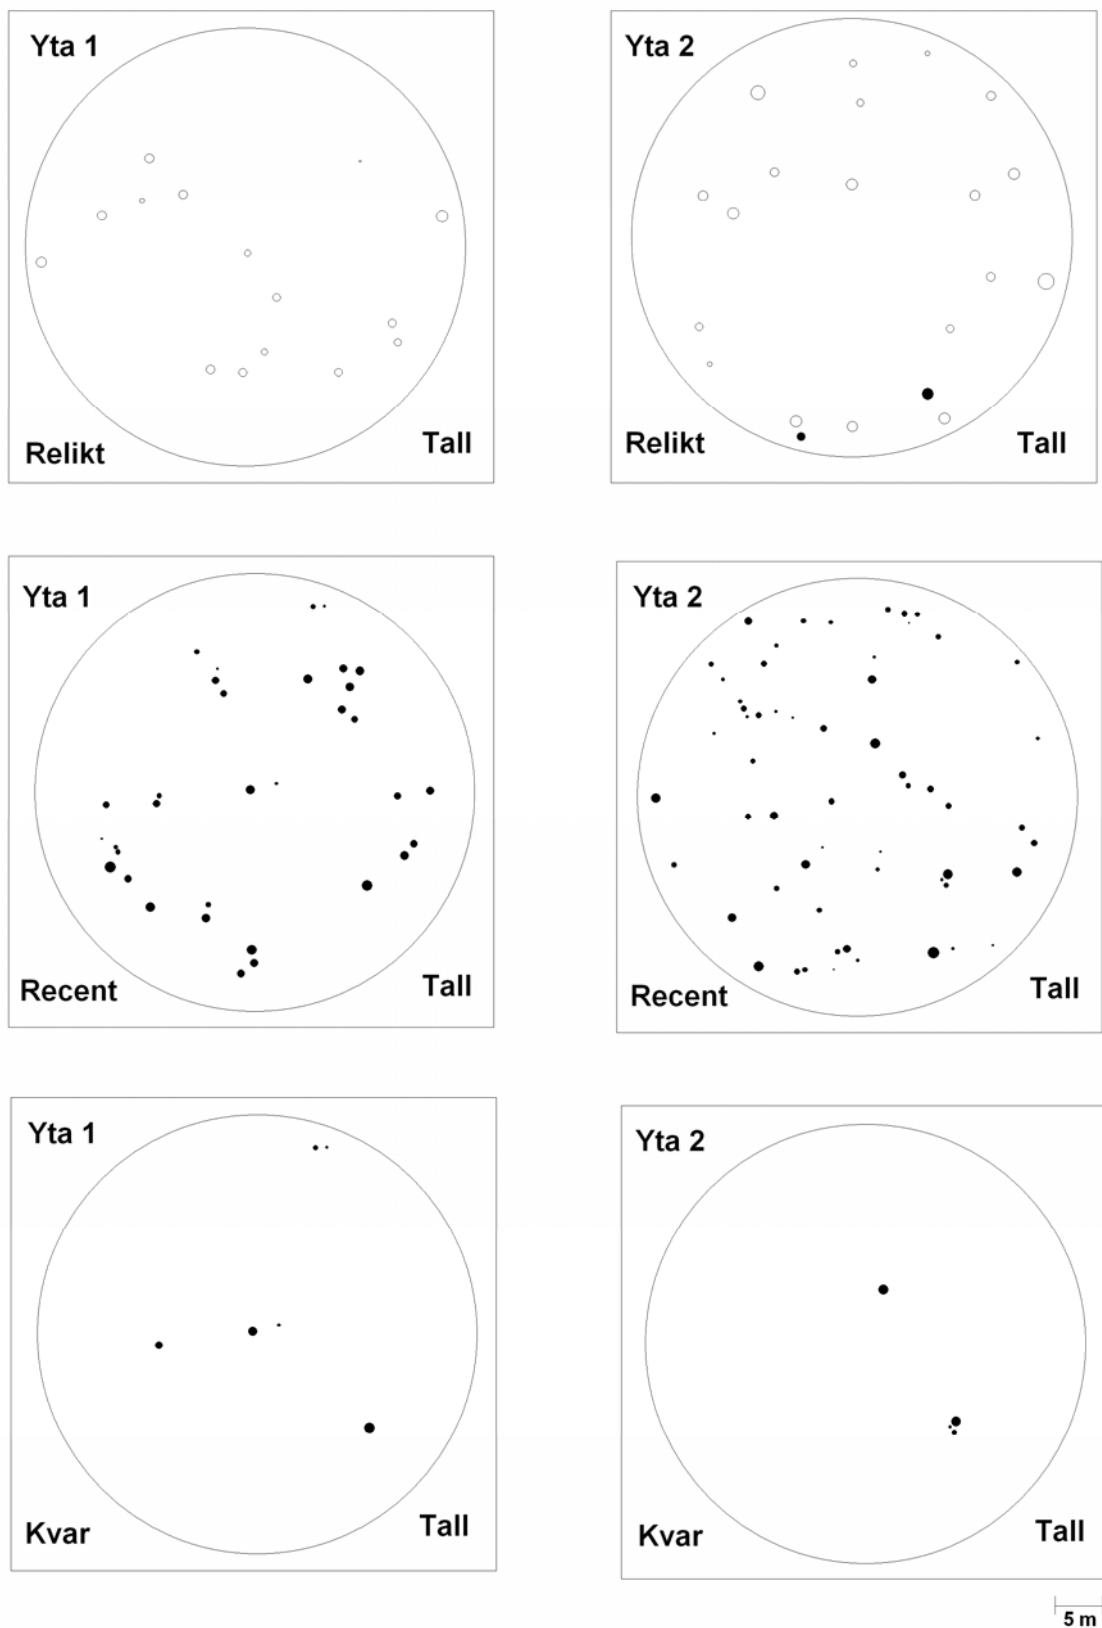 Yta 1
Yta 2
Relikt
Tall
Relikt
Tall
Yta 1
Yta 2
Recent
Tall
Recent
Tall
Yta 1
Yta 2
Kvar
Tall
Kvar
Tall
5 m